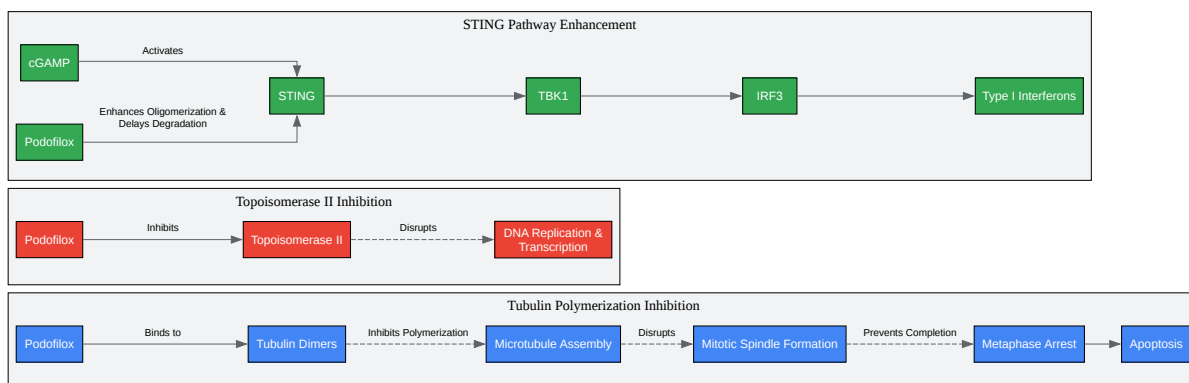 STING Pathway Enhancement
cGAMP
Activates
STING
TBK1
IRF3
Type I Interferons
Enhances Oligomerization &
Delays Degradation
Podofilox
Topoisomerase II Inhibition
Podofilox
Inhibits
Topoisomerase II
Disrupts
DNA Replication &
Transcription
Tubulin Polymerization Inhibition
Podofilox
Binds to
Tubulin Dimers
Inhibits Polymerization
Microtubule Assembly
Disrupts
Mitotic Spindle Formation
Prevents Completion
Metaphase Arrest
Apoptosis